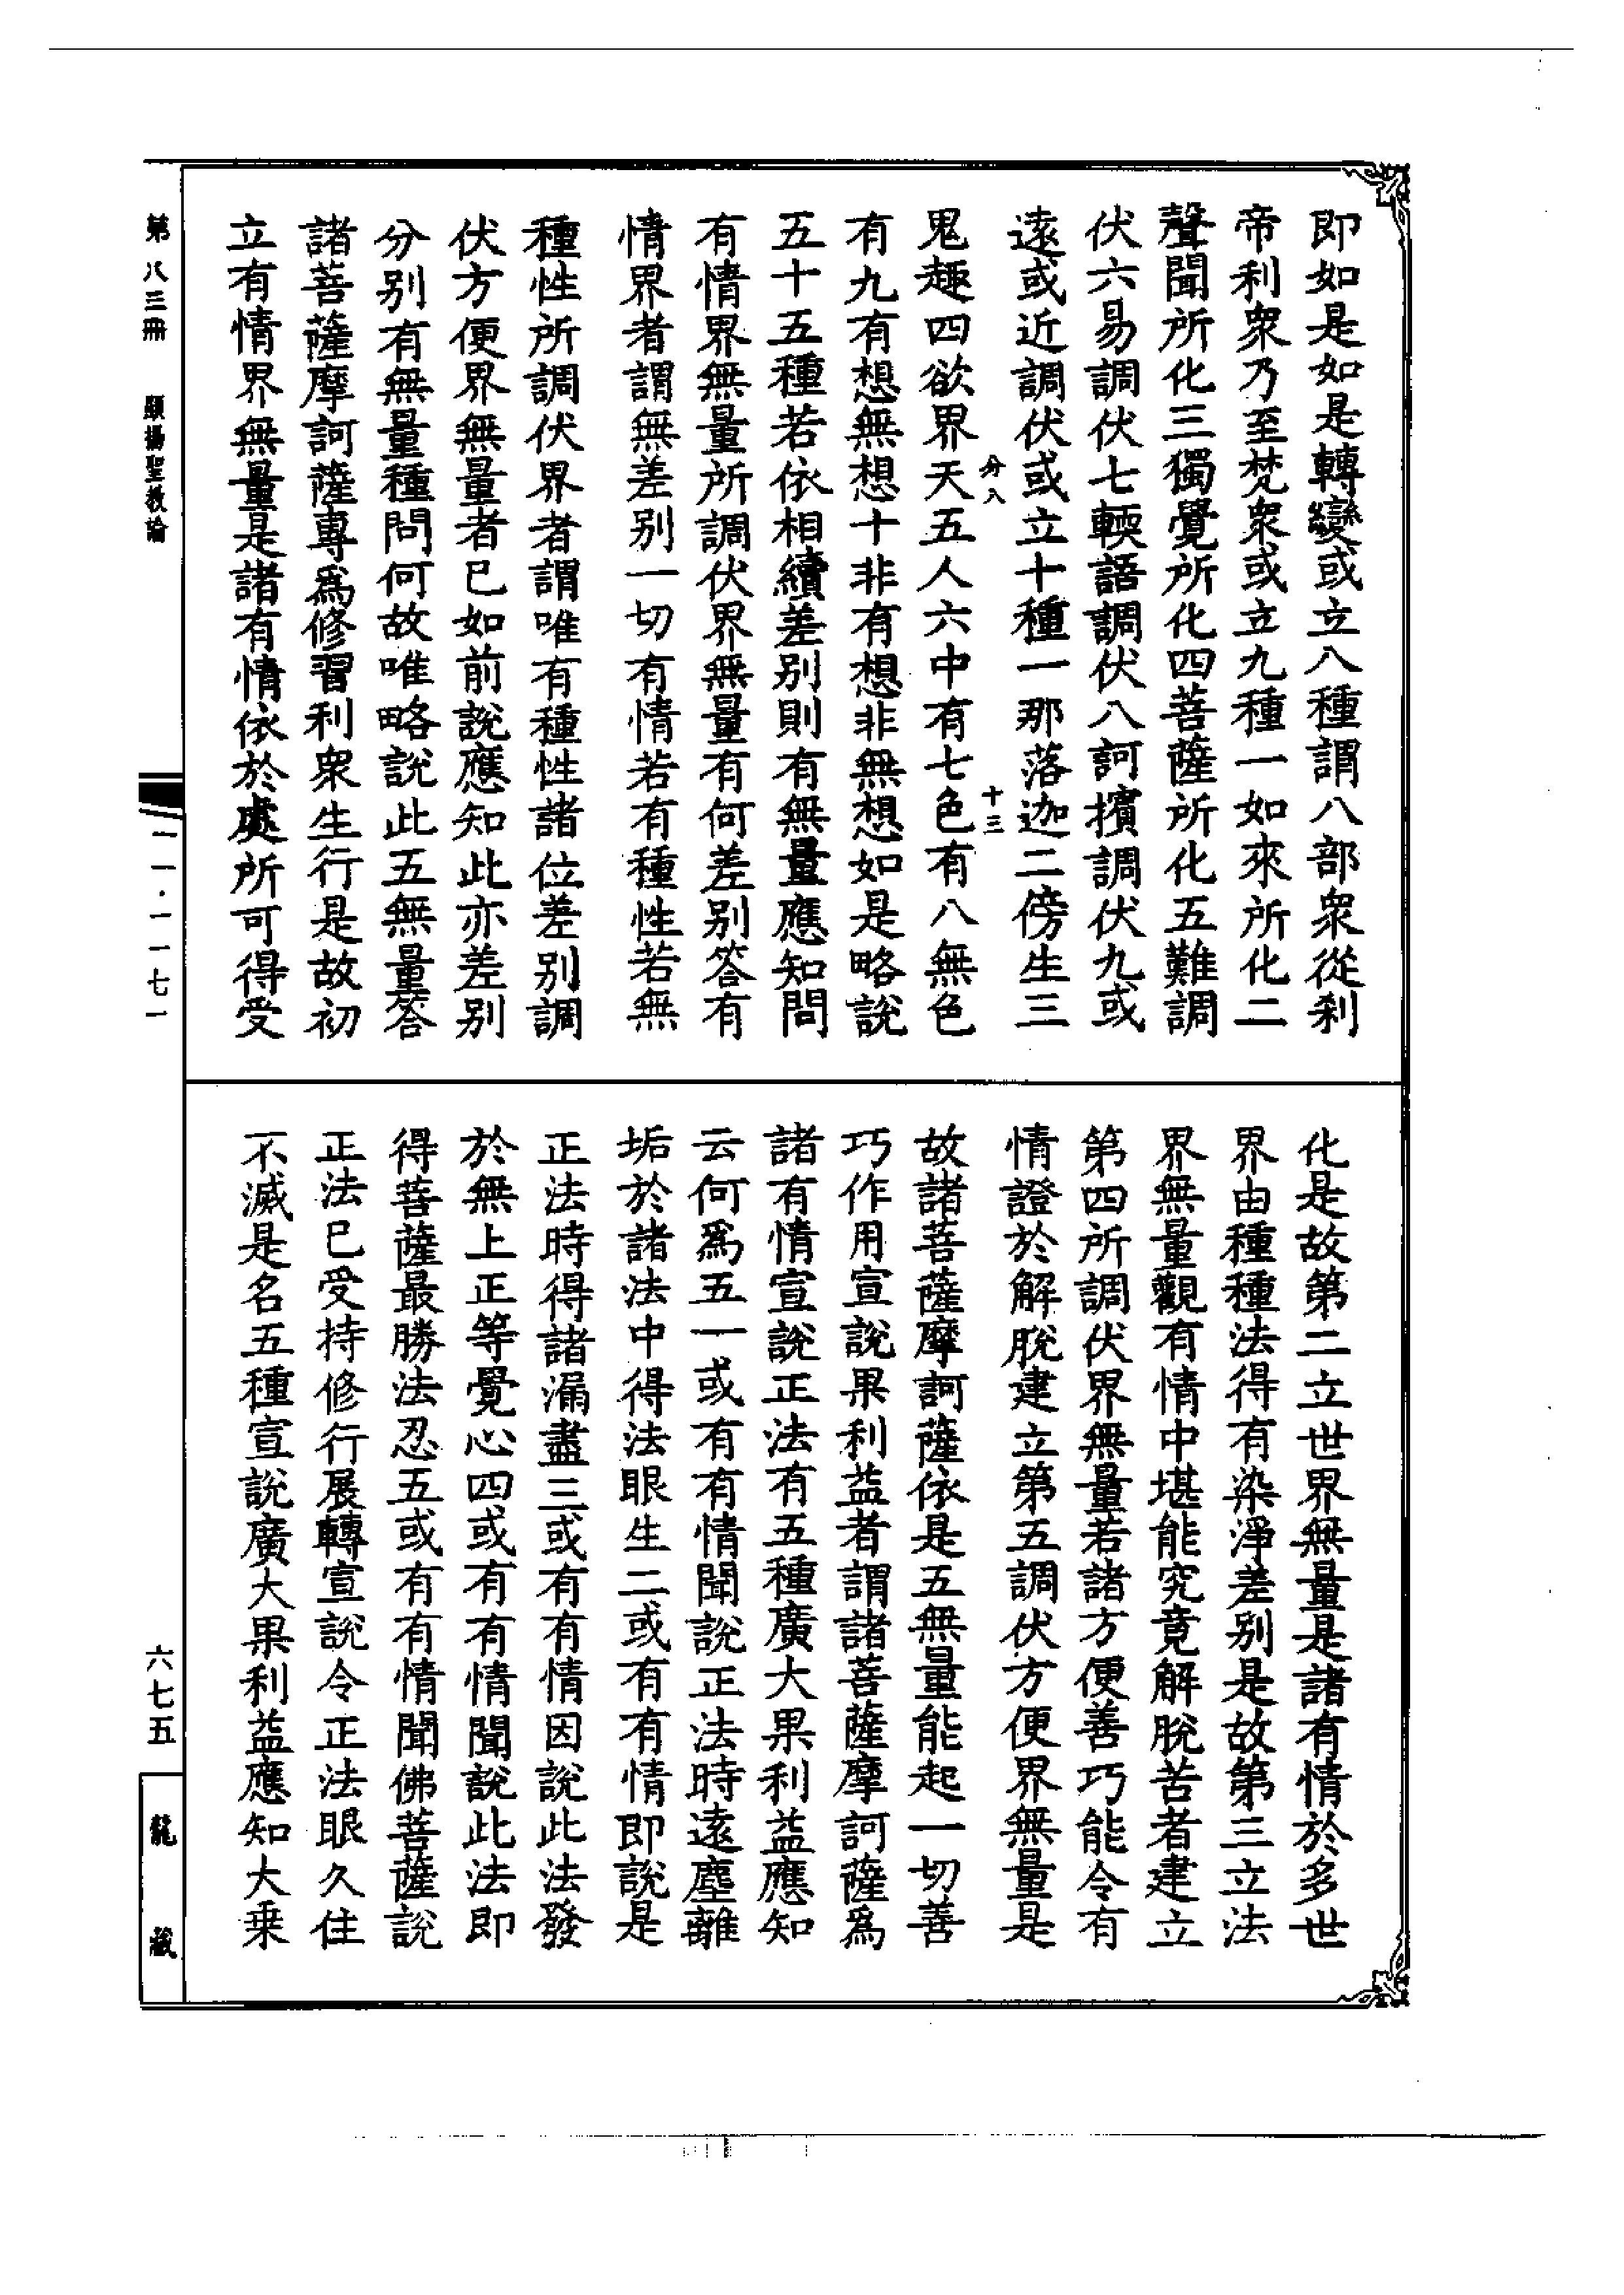 即如是如是轉變或立八種謂八部衆從刹
帝利衆乃至梵衆或立九種一如來所化二
聲聞所化三獨覺所化四菩薩所化五難調
伏六易調伏七輭語調伏八訶擯調伏九或
遠或近調伏或立十種一那落迦二傍生三
分八
十三
鬼趣四欲界天五人六中有七色有八無色
有九有想無想十非有想非無想如是略說
五十五種若依相續差别則有無量應知問
有情界無量所調伏界無量有何差别答有
情界者謂無差别一切有情若有種性若無
種性所調伏界者謂唯有種性諸位差别調
伏方便界無量者已如前說應知此亦差别
分别有無量種問何故唯略說此五無量答
諸菩薩摩訶薩專爲修習利衆生行是故初
立有情界無量是諸有情依於處所可得受
化是故第二立世界無量是諸有情於多世
界由種種法得有染淨差别是故第三立法
界無量觀有情中堪能究竟解脫苦者建立
第四所調伏界無量若諸方便善巧能令有
情證於解脫建立第五調伏方便界無量是
故諸菩薩摩訶薩依是五無量能起一切善
巧作用宣說果利益者謂諸菩薩摩訶薩爲
諸有情宣說正法有五種廣大果利益應知
云何爲五一或有有情聞說正法時遠塵離
垢於諸法中得法眼生二或有有情即說是
正法時得諸漏盡三或有有情因說此法發
於無上正等覺心四或有有情聞說此法即
得菩薩最勝法忍五或有有情聞佛菩薩說
正法已受持修行展轉宣說令正法眼久住
不滅是名五種宣說廣大果利益應知大乗
第八三冊 顯揚聖教論
一一·一一七一
六七五
龍藏